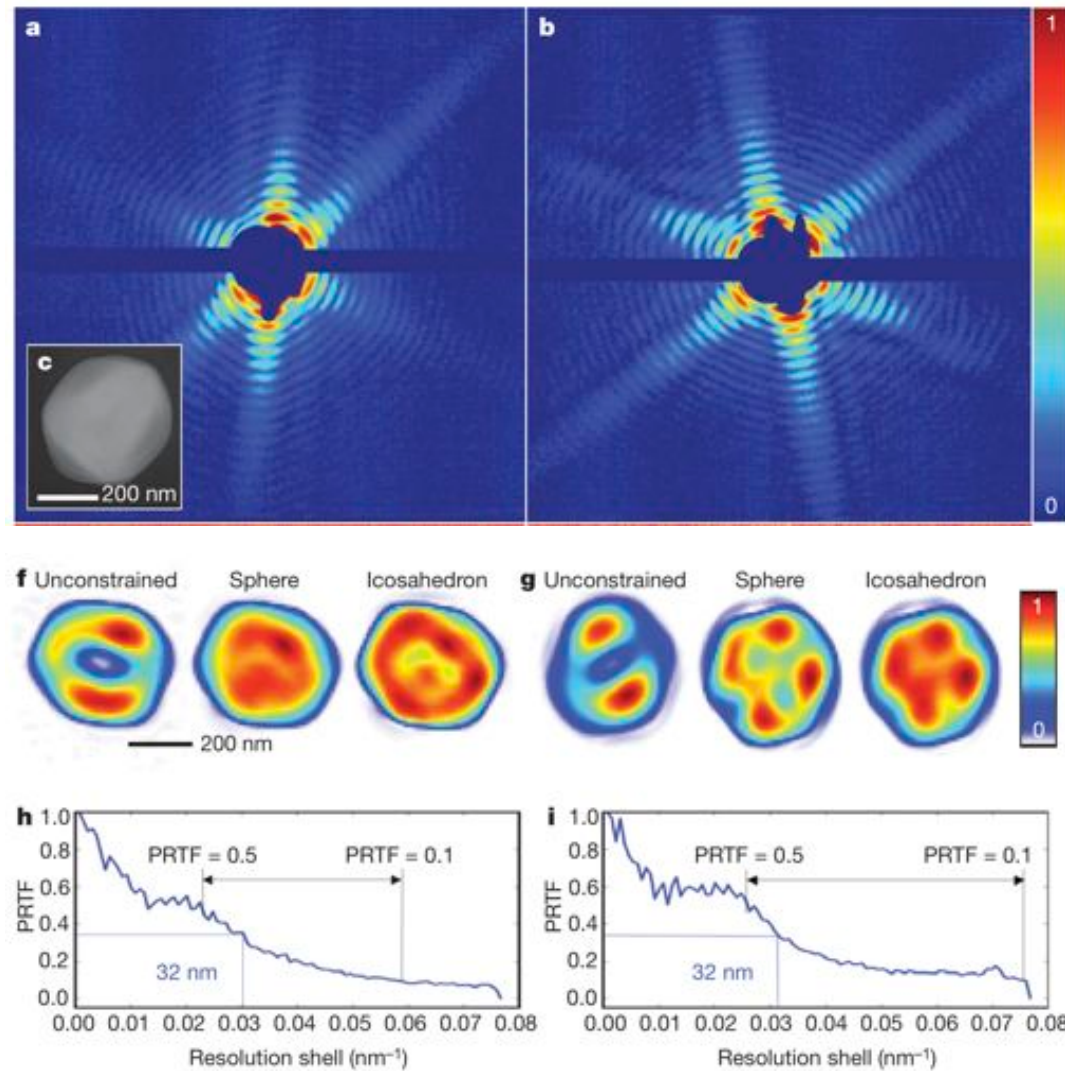 a
b
1
c
200 nm
0
f Unconstrained Sphere Icosahedron
g Unconstrained Sphere Icosahedron
1
0
200 nm
h
PRTF
1.0
0.8
0.6
0.4
0.2
0.0
PRTF = 0.5
PRTF = 0.1
32 nm
0.00 0.01 0.02 0.03 0.04 0.05 0.06 0.07 0.08
Resolution shell (nm⁻¹)
i
PRTF
1.0
0.8
0.6
0.4
0.2
0.0
PRTF = 0.5
PRTF = 0.1
32 nm
0.00 0.01 0.02 0.03 0.04 0.05 0.06 0.07 0.08
Resolution shell (nm⁻¹)